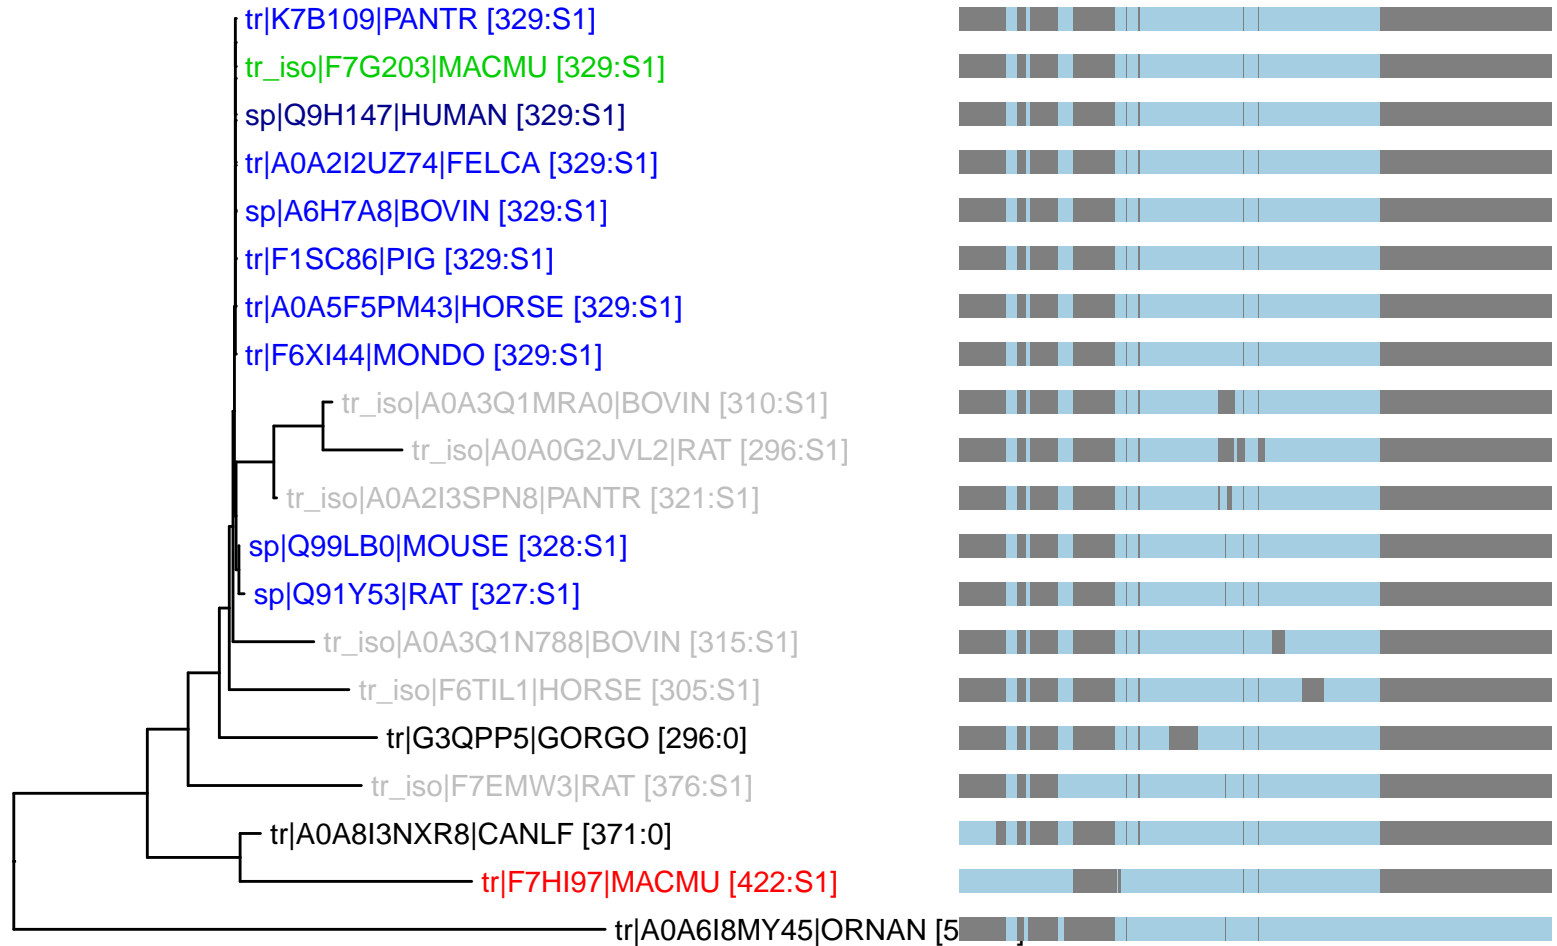 tr|K7B109|PANTR [329:S1]
tr_iso|F7G203|MACMU [329:S1]
sp|Q9H147|HUMAN [329:S1]
tr|A0A2I2UZ74|FELCA [329:S1]
sp|A6H7A8|BOVIN [329:S1]
tr|F1SC86|PIG [329:S1]
tr|A0A5F5PM43|HORSE [329:S1]
tr|F6XI44|MONDO [329:S1]
tr_iso|A0A3Q1MRA0|BOVIN [310:S1]
tr_iso|A0A0G2JVL2|RAT [296:S1]
tr_iso|A0A2I3SPN8|PANTR [321:S1]
sp|Q99LB0|MOUSE [328:S1]
sp|Q91Y53|RAT [327:S1]
tr_iso|A0A3Q1N788|BOVIN [315:S1]
tr_iso|F6TIL1|HORSE [305:S1]
tr|G3QPP5|GORGO [296:0]
tr_iso|F7EMW3|RAT [376:S1]
tr|A0A8I3NXR8|CANLF [371:0]
tr|F7HI97|MACMU [422:S1]
tr|A0A6I8MY45|ORNAN [5